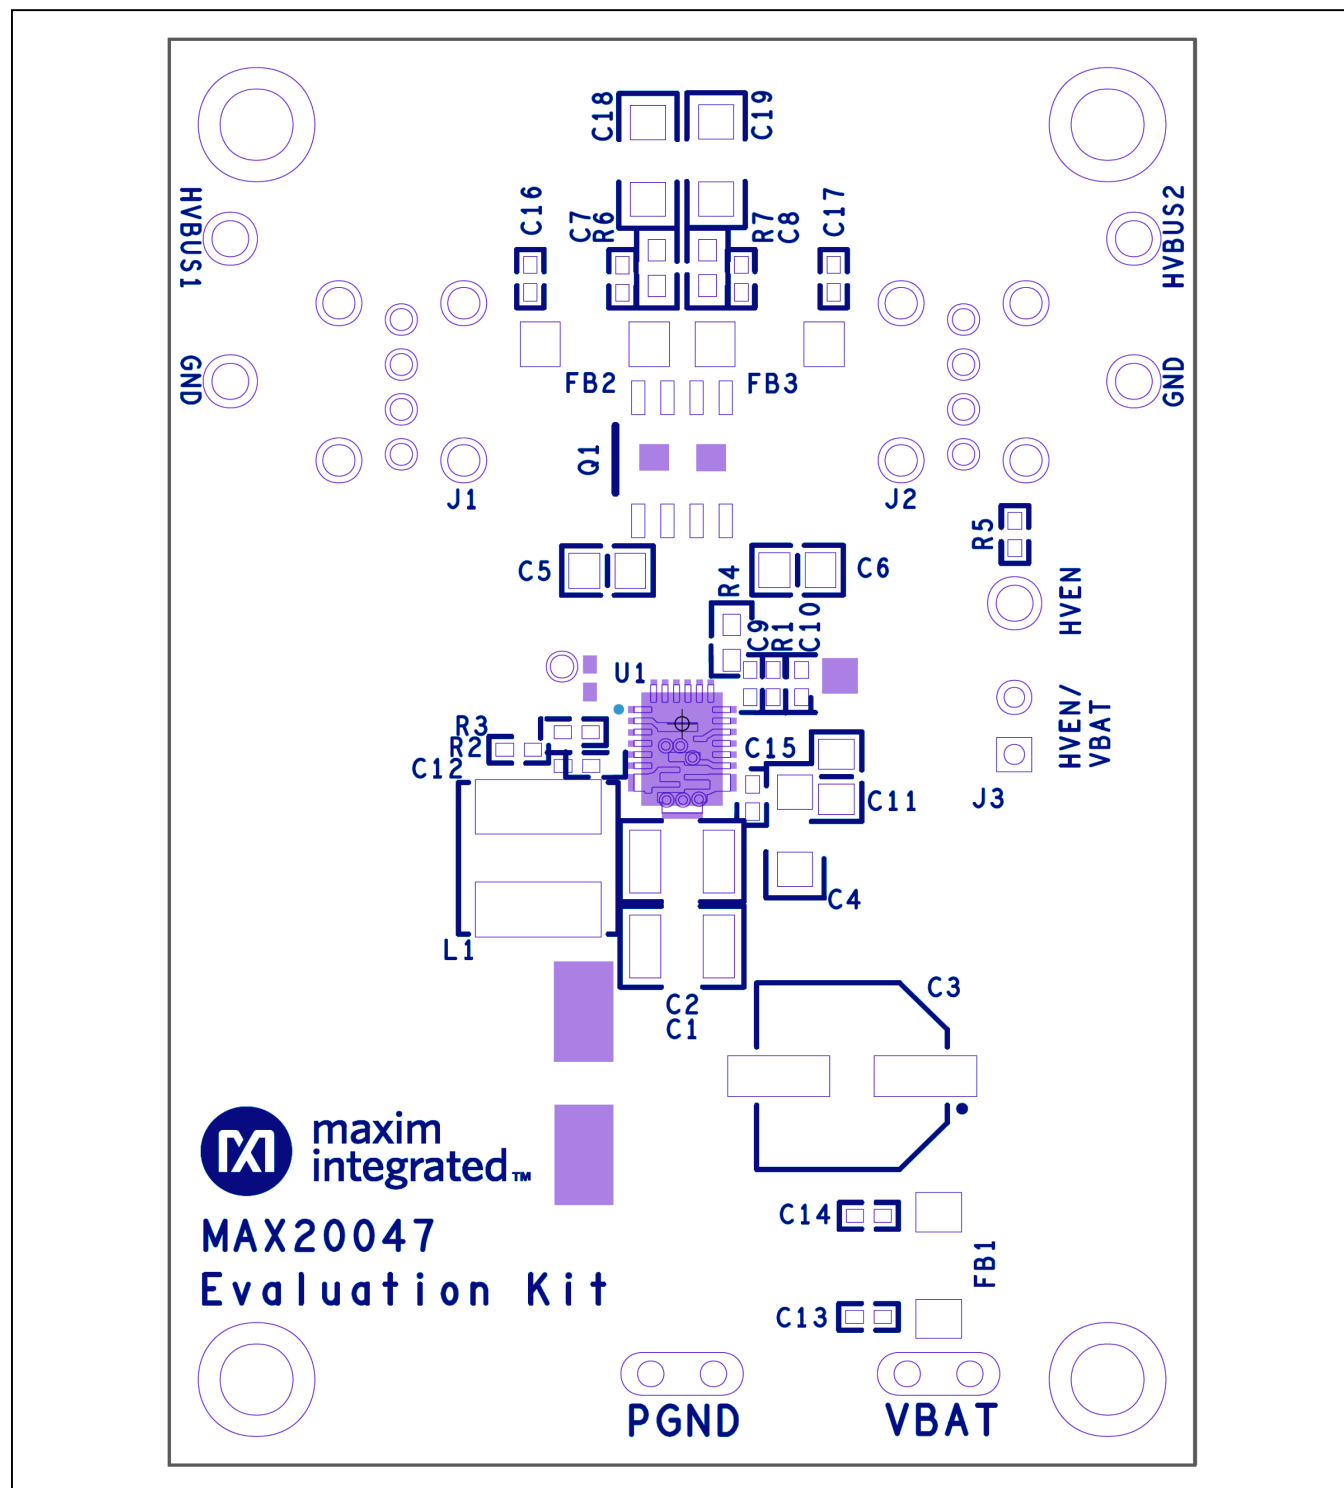 C18
C19
HVBUS1
C16
C7
R6
R7
C8
C17
HVBUS2
GND
FB2
FB3
GND
Q1
J1
J2
R5
C5
R4
C6
HVEN
C9
R1
C10
U1
R3
R2
C12
C15
HVEN/
VBAT
C11
J3
C4
L1
C2
C1
C3
maxim
integrated™
MAX20047
Evaluation Kit
C14
FB1
C13
PGND
VBAT